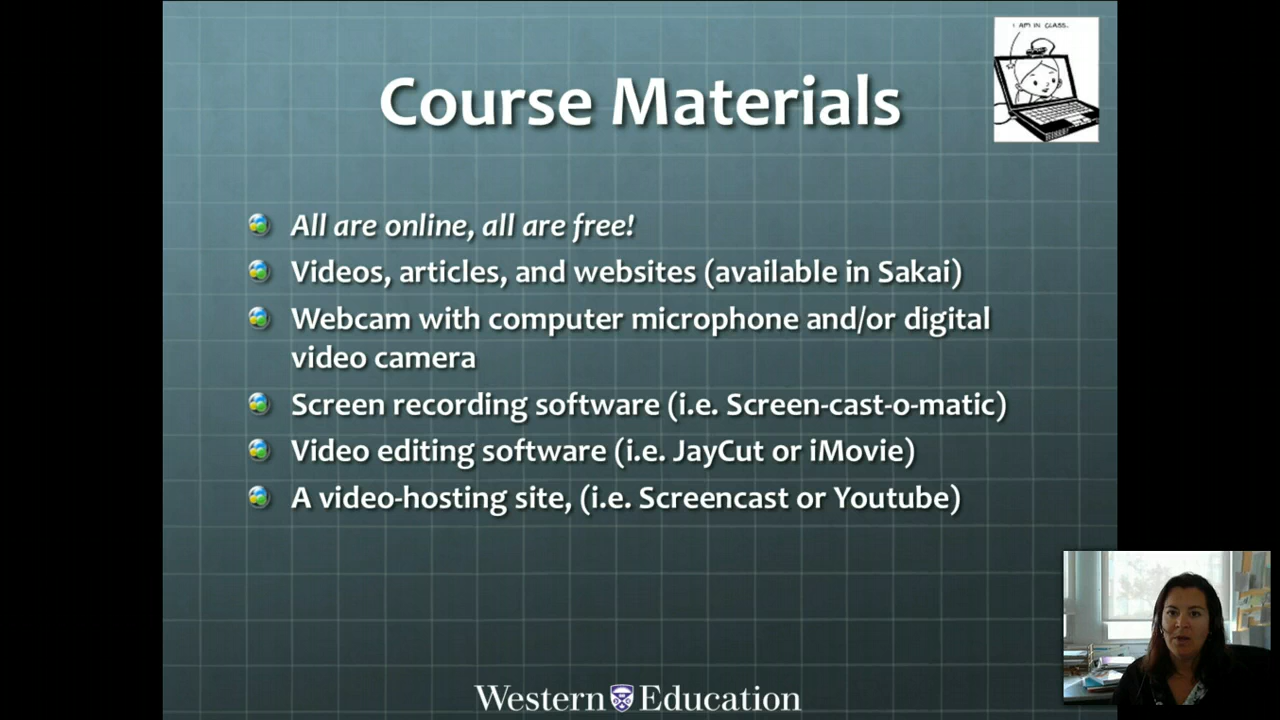 I AM IN CLASS.
Course Materials
All are online, all are free!
Videos, articles, and websites (available in Sakai)
Webcam with computer microphone and/or digital
video camera
Screen recording software (i.e. Screen-cast-o-matic)
Video editing software (i.e. JayCut or iMovie)
A video-hosting site, (i.e. Screencast or Youtube)
Western Education